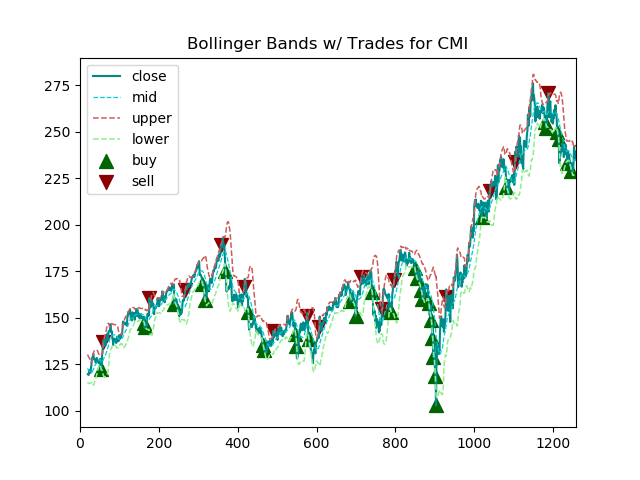 Bollinger Bands w/ Trades for CMI
close
mid
upper
lower
buy
sell
275
250
225
200
175
150
125
100
0 200 400 600 800 1000 1200